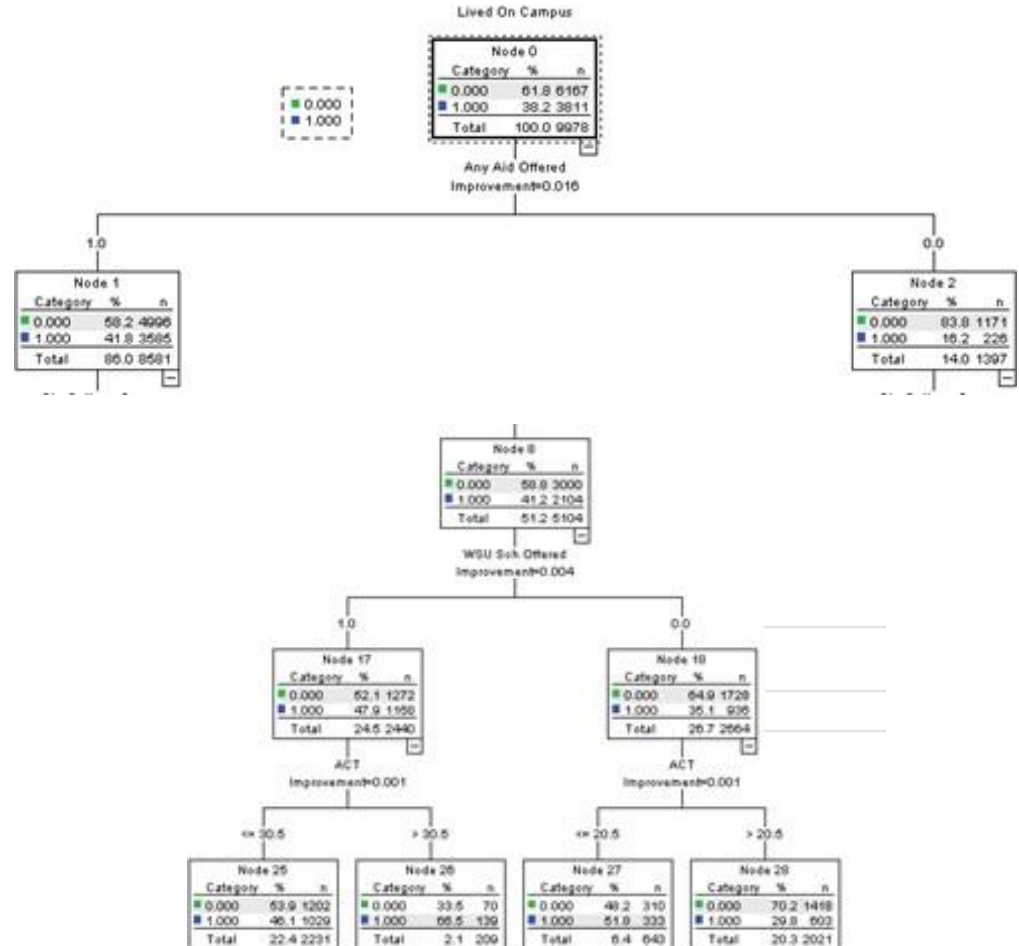 Lived On Campus
Node 0
Category % n
0.000 61.8 6167
1.000 38.2 3811
Total 100.0 9978
0.000
1.000
Any Aid Offered
Improvement=0.016
1.0
0.0
Node 1
Category % n
0.000 58.2 4996
1.000 41.8 3585
Total 86.0 8581
Node 2
Category % n
0.000 83.8 1171
1.000 16.2 226
Total 14.0 1397
Node 8
Category % n
0.000 58.8 3000
1.000 41.2 2104
Total 51.2 5104
WSU Sch Offered
Improvement=0.004
1.0
0.0
Node 17
Category % n
0.000 52.1 1272
1.000 47.9 1168
Total 24.5 2440
Node 18
Category % n
0.000 64.9 1728
1.000 35.1 936
Total 26.7 2664
ACT
Improvement=0.001
ACT
Improvement=0.001
<= 30.5
> 30.5
<= 20.5
> 20.5
Node 25
Category % n
0.000 53.9 1202
1.000 46.1 1029
Total 22.4 2231
Node 26
Category % n
0.000 33.5 70
1.000 66.5 139
Total 2.1 209
Node 27
Category % n
0.000 48.2 310
1.000 51.8 333
Total 6.4 643
Node 28
Category % n
0.000 70.2 1418
1.000 29.8 603
Total 20.3 2021